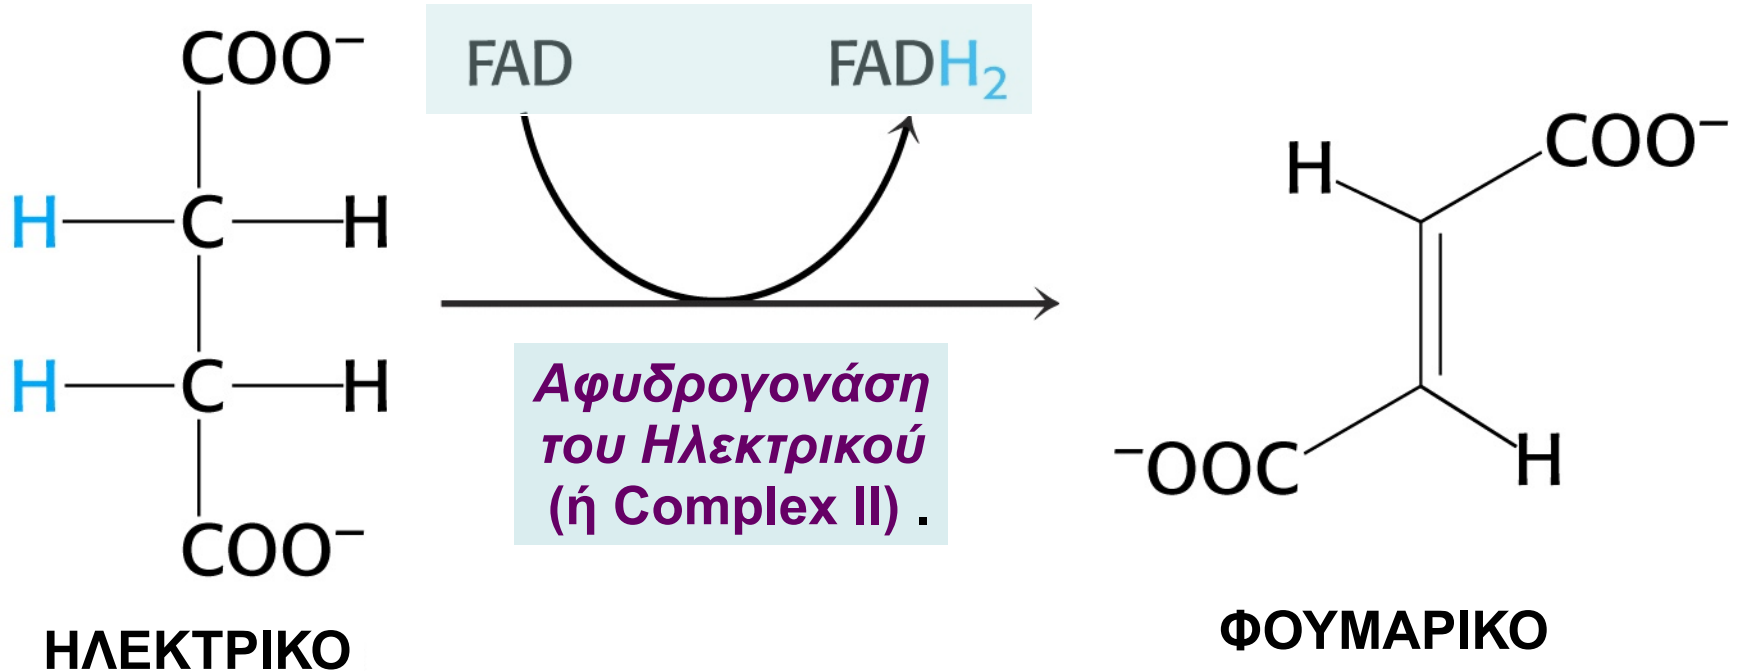 COO⁻
FAD
FADH₂
H C H
H C H
COO⁻
ΗΛΕΚΤΡΙΚΟ
Αφυδρογονάση
του Ηλεκτρικού
(ή Complex II) .
H
COO⁻
⁻OOC
H
ΦΟΥΜΑΡΙΚΟ